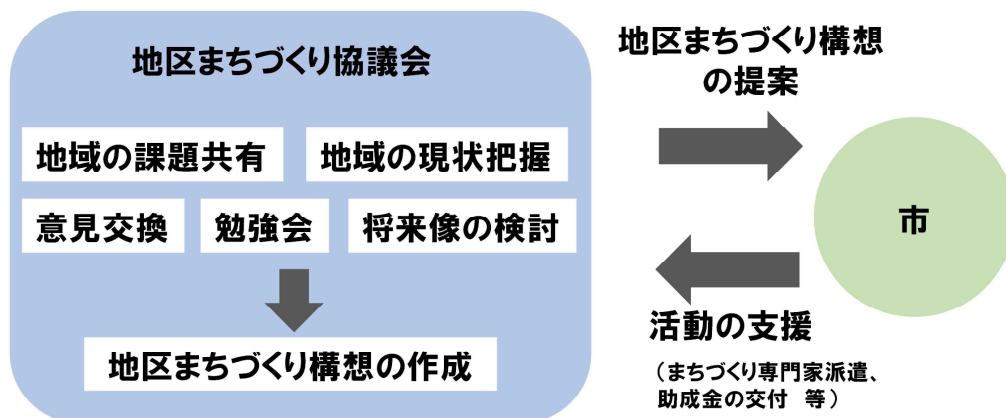 地区まちづくり協議会
地域の課題共有
地域の現状把握
意見交換
勉強会
将来像の検討
地区まちづくり構想の作成
地区まちづくり構想
の提案
市
活動の支援
（まちづくり専門家派遣、
助成金の交付　等）